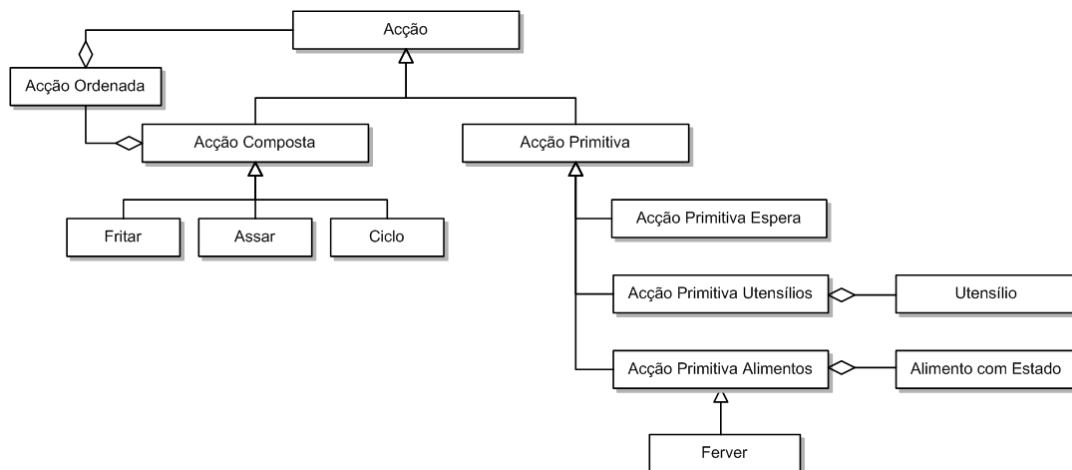 Acção
Acção Ordenada
Acção Composta
Acção Primitiva
Fritar
Assar
Ciclo
Acção Primitiva Espera
Acção Primitiva Utensílios
Utensílio
Acção Primitiva Alimentos
Alimento com Estado
Ferver